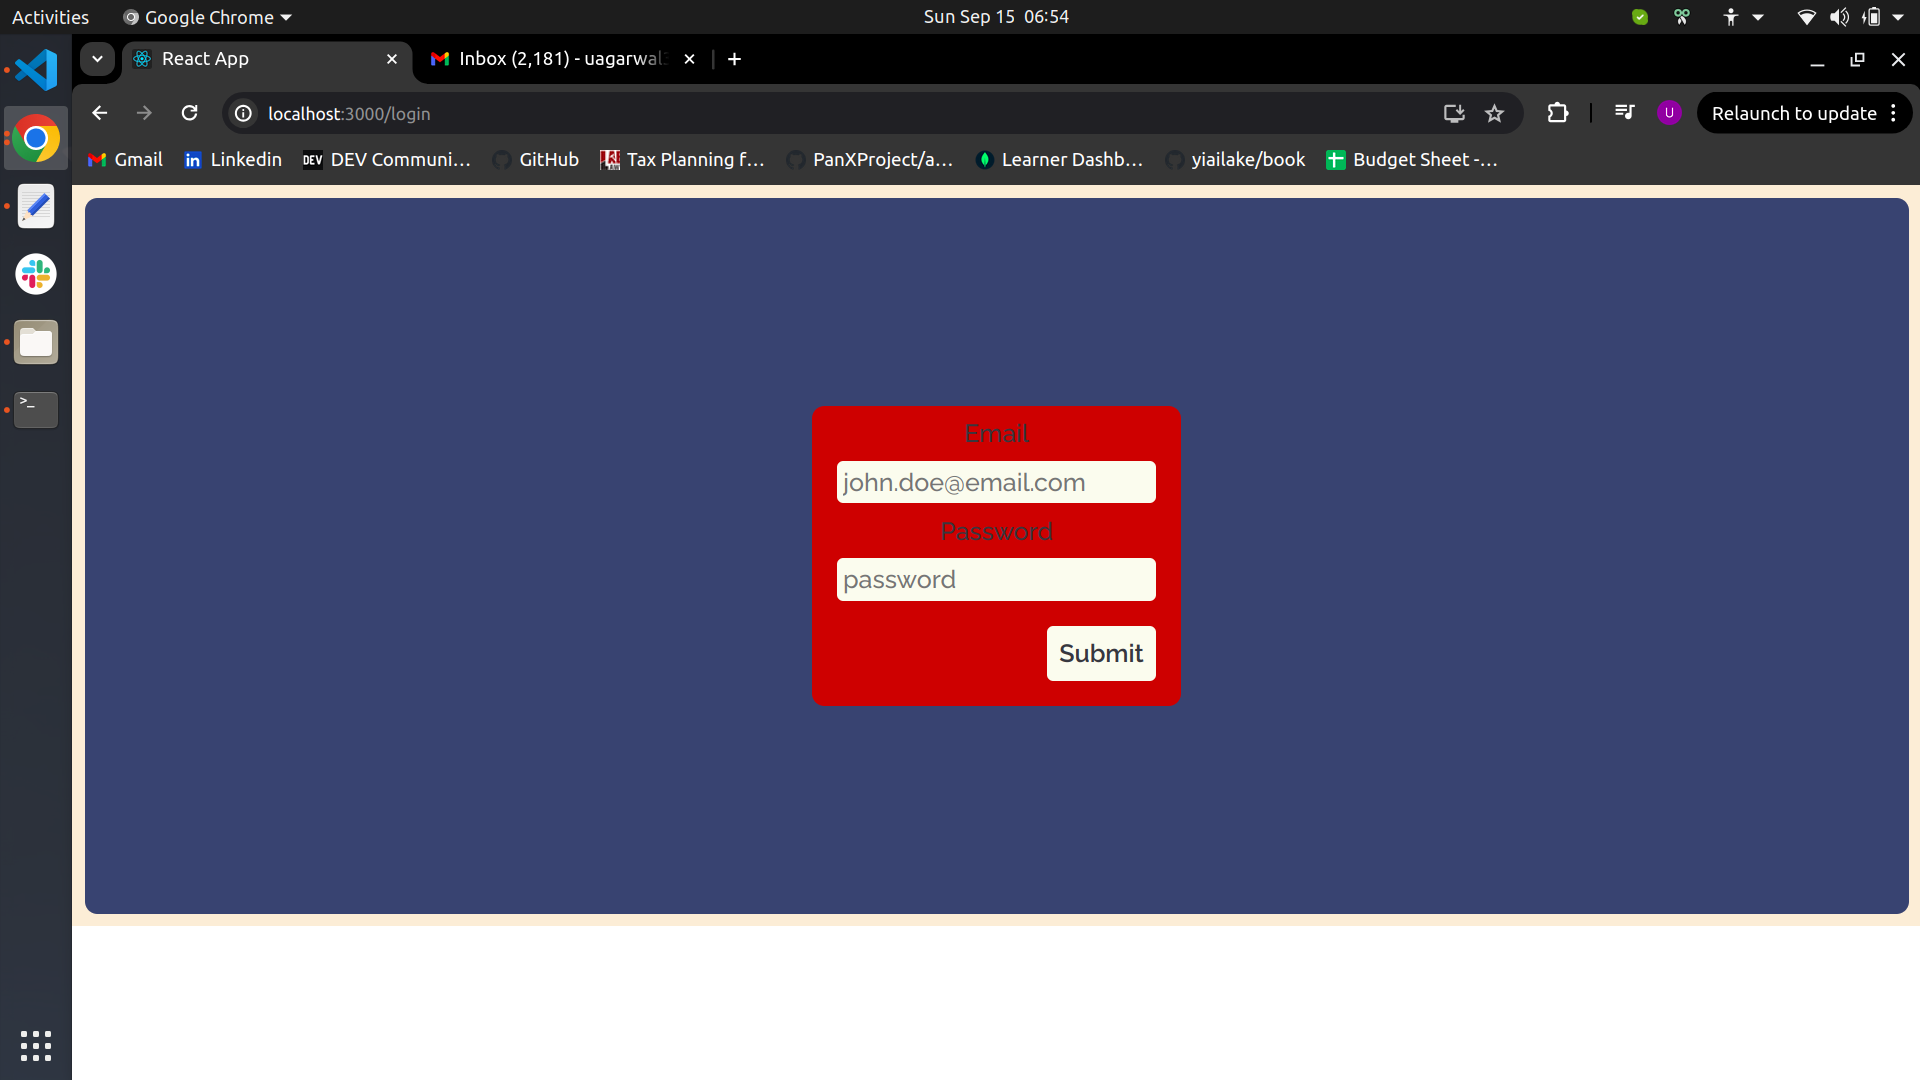 Activities Google Chrome Sun Sep 15 06:54
React App Inbox (2,181) - uagarwal
localhost:3000/login U Relaunch to update
Gmail in Linkedin DEV DEV Communi... GitHub Tax Planning f... PanXProject/a... Learner Dashb... yiailake/book Budget Sheet -...
>_
Email
john.doe@email.com
Password
password
Submit